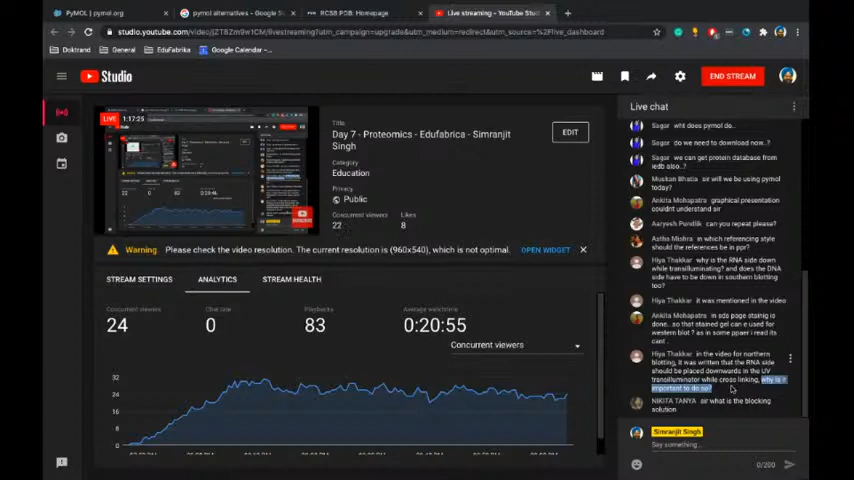 PyMOL | pymol.org
pymol alternatives - Google S
RCSB PDB: Homepage
Live streaming - YouTube Stud
studio.youtube.com/video/jZTBZm9w1CM/livestreaming?utm_campaign=upgrade&utm_medium=redirect&utm_source=%2Flive_dashboard
Doktrand
General
EduFabrika
Google Calendar -...
Studio
END STREAM
LIVE 1:17:25
Title
Day 7 - Proteomics - Edufabrica - Simranjit
Singh
EDIT
Category
Education
Privacy
Public
Concurrent viewers
Likes
22
8
Warning Please check the video resolution. The current resolution is (960x540), which is not optimal. OPEN WIDGET
STREAM SETTINGS
ANALYTICS
STREAM HEALTH
Concurrent viewers
Chat rate
Playbacks
Average watchtime
24
0
83
0:20:55
Concurrent viewers
32
24
16
8
0
Live chat
Sagar wht does pymol do..
Sagar do we need to download now..?
Sagar we can get protein database from
iedb also..?
Muskan Bhatia sir will we be using pymol
today?
Ankita Mohapatra graphical presentation
couldnt understand sir
Aaryesh can you repeat please?
Astha Mishra in which referencing style
should the references be in ppr?
Hiya Thakkar why is the RNA side down
while transilluminating? and does the DNA
side have to be down in southern blotting
too?
Hiya Thakkar it was mentioned in the video
Ankita Mohapatra in sds page stainig is
done.. so that stained gel can e used for
western blot ? as in some ppaer i read its
cant .
Hiya Thakkar in the video for northern
blotting, it was written that the RNA side
should be placed downwards in the UV
transilluminator while cross linking, why is it
important to do so?
NIKITA TANYA sir what is the blocking
solution
Simranjit Singh
Say something...
0/200